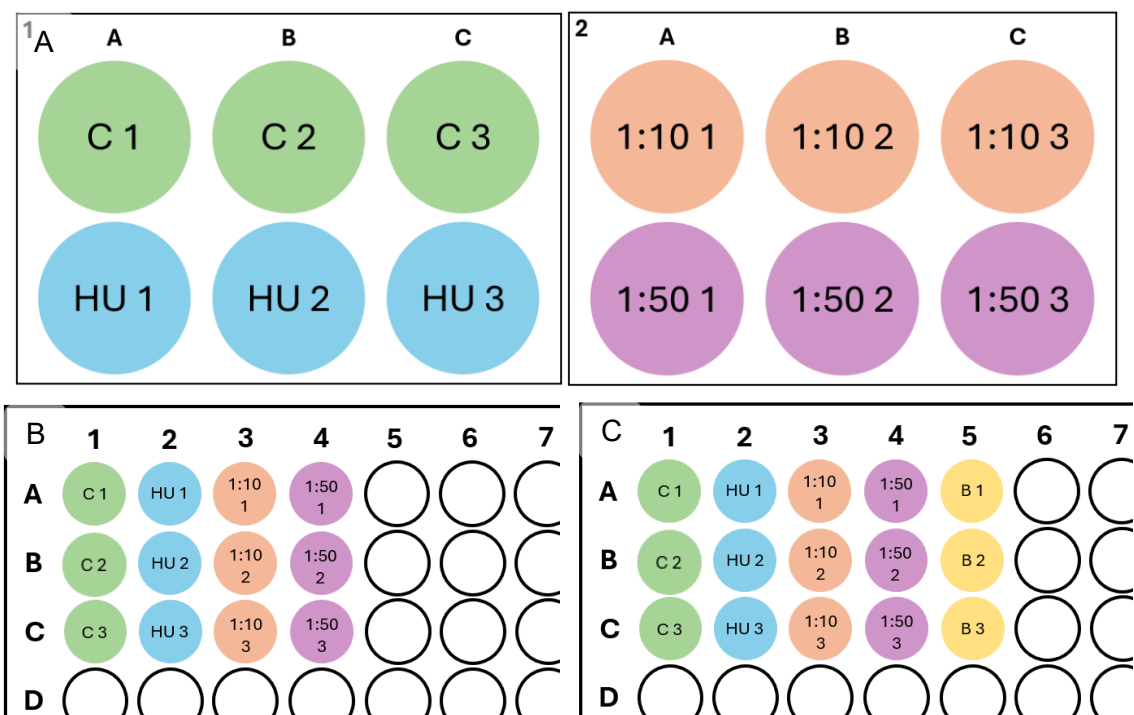 1 A A B C
C 1 C 2 C 3
HU 1 HU 2 HU 3
2 A B C
1:10 1 1:10 2 1:10 3
1:50 1 1:50 2 1:50 3
B 1 2 3 4 5 6 7
A C 1 HU 1 1:10 1 1:50 1
B C 2 HU 2 1:10 2 1:50 2
C C 3 HU 3 1:10 3 1:50 3
D
C 1 2 3 4 5 6 7
A C 1 HU 1 1:10 1 1:50 1 B 1
B C 2 HU 2 1:10 2 1:50 2 B 2
C C 3 HU 3 1:10 3 1:50 3 B 3
D